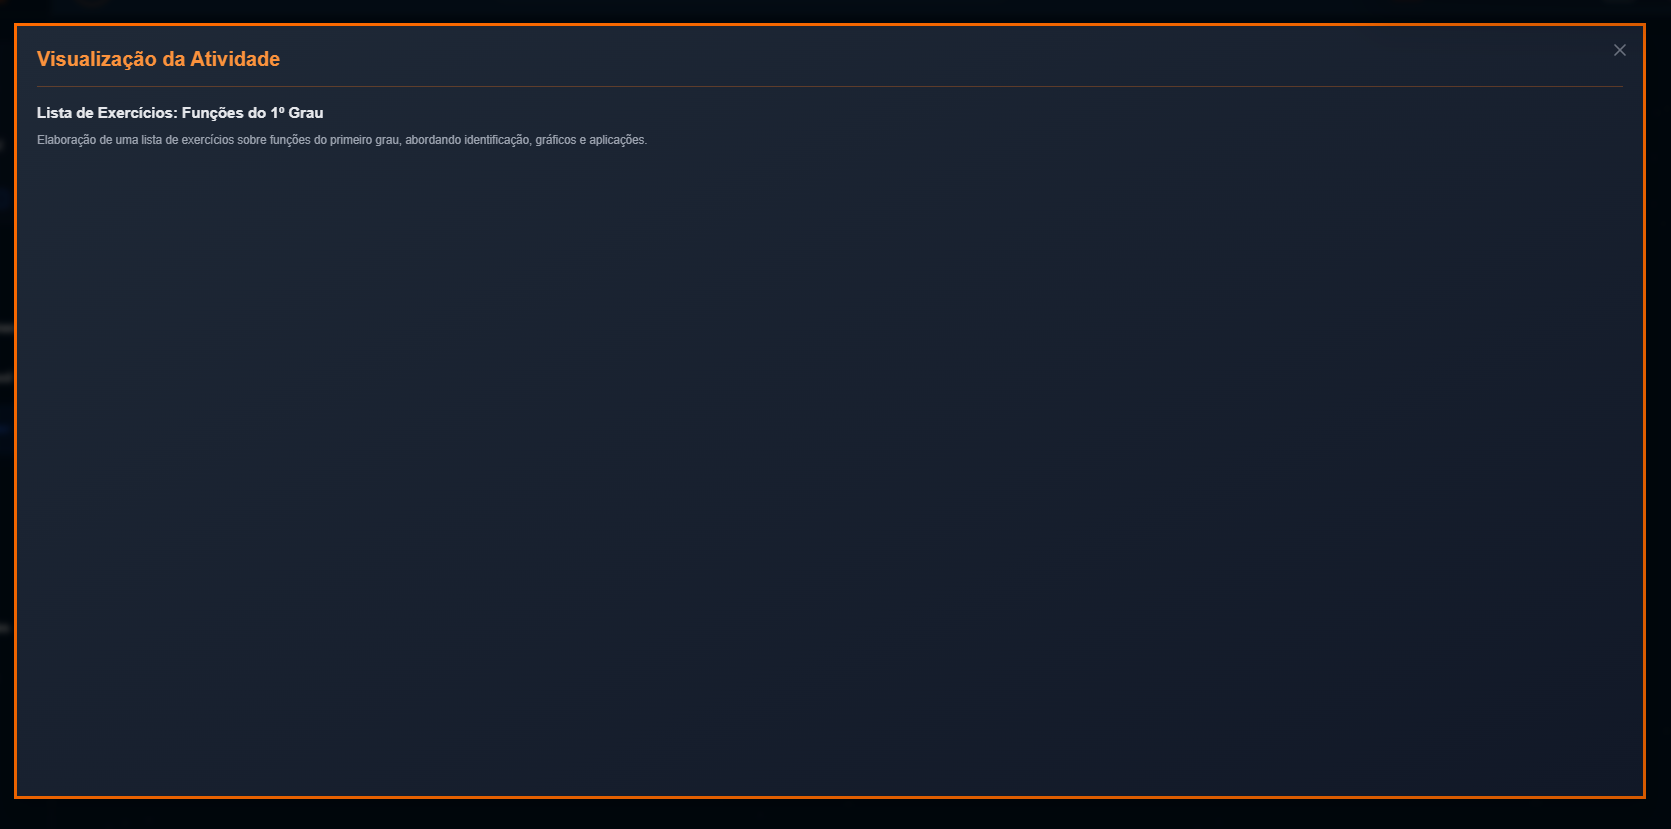 Visualização da Atividade
Lista de Exercícios: Funções do 1º Grau
Elaboração de uma lista de exercícios sobre funções do primeiro grau, abordando identificação, gráficos e aplicações.